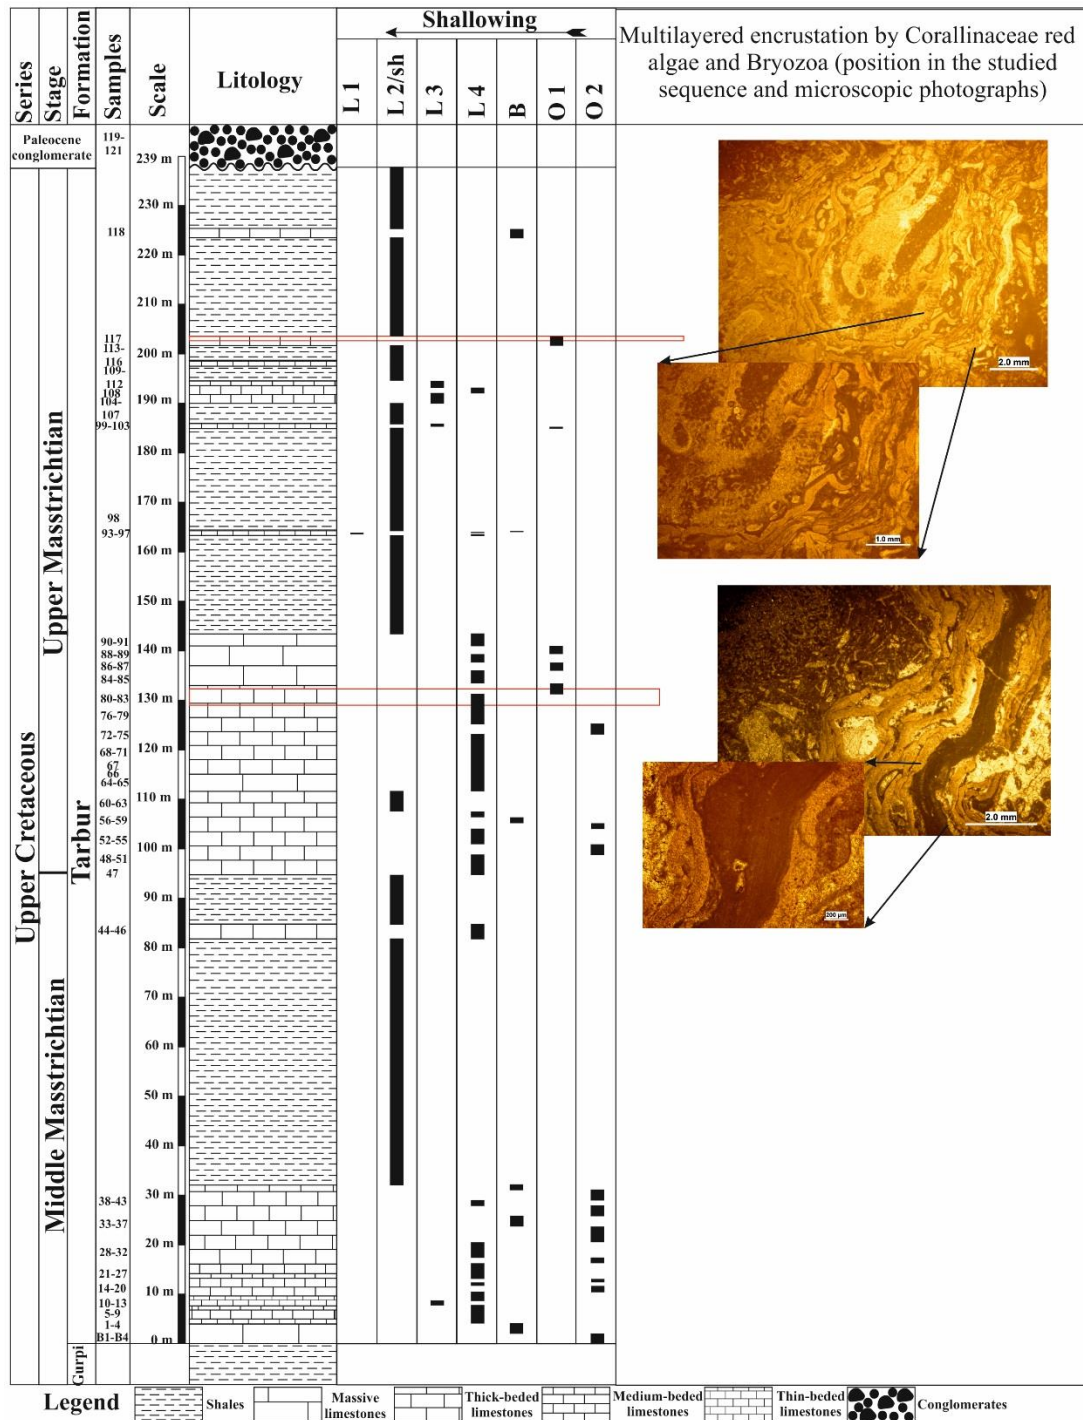 Shallowing
Series
Stage
Formation
Samples
Scale
Litology
L 1
L 2/sh
L 3
L 4
B
O 1
O 2
Multilayered encrustation by Corallinaceae red
algae and Bryozoa (position in the studied
sequence and microscopic photographs)
Paleocene
conglomerate
119-
121
239 m
230 m
118
220 m
210 m
117
113-
200 m
116
109-
112
108
190 m
104-
107
99-103
180 m
170 m
98
93-97
160 m
150 m
90-91
140 m
88-89
86-87
84-85
80-83
130 m
76-79
72-75
120 m
68-71
67
66
64-65
110 m
60-63
56-59
52-55
100 m
48-51
47
90 m
44-46
80 m
70 m
60 m
50 m
40 m
38-43
30 m
33-37
20 m
28-32
21-27
14-20
10 m
10-13
5-9
1-4
B1-B4
0 m
Upper Cretaceous
Upper Masstrichtian
Middle Masstrichtian
Tarbur
Gurpi
2.0 mm
1.0 mm
2.0 mm
200 µm
Legend
Shales
Massive
limestones
Thick-beded
limestones
Medium-beded
limestones
Thin-beded
limestones
Conglomerates